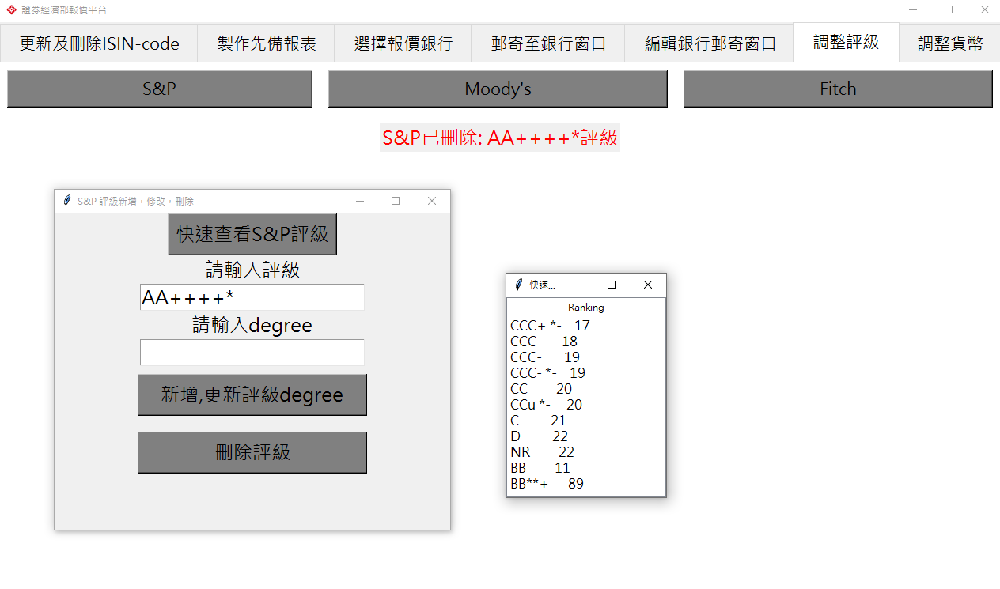 證券經濟部報價平台
更新及刪除ISIN-code 製作先備報表 選擇報價銀行 郵寄至銀行窗口 編輯銀行郵寄窗口 調整評級 調整貨幣
S&P Moody's Fitch
S&P已刪除: AA++++*評級
S&P 評級新增，修改，刪除
快速查看S&P評級
請輸入評級
AA++++*
請輸入degree
新增,更新評級degree
刪除評級
快速...
Ranking
CCC+ *- 17
CCC 18
CCC- 19
CCC- *- 19
CC 20
CCu *- 20
C 21
D 22
NR 22
BB 11
BB**+ 89